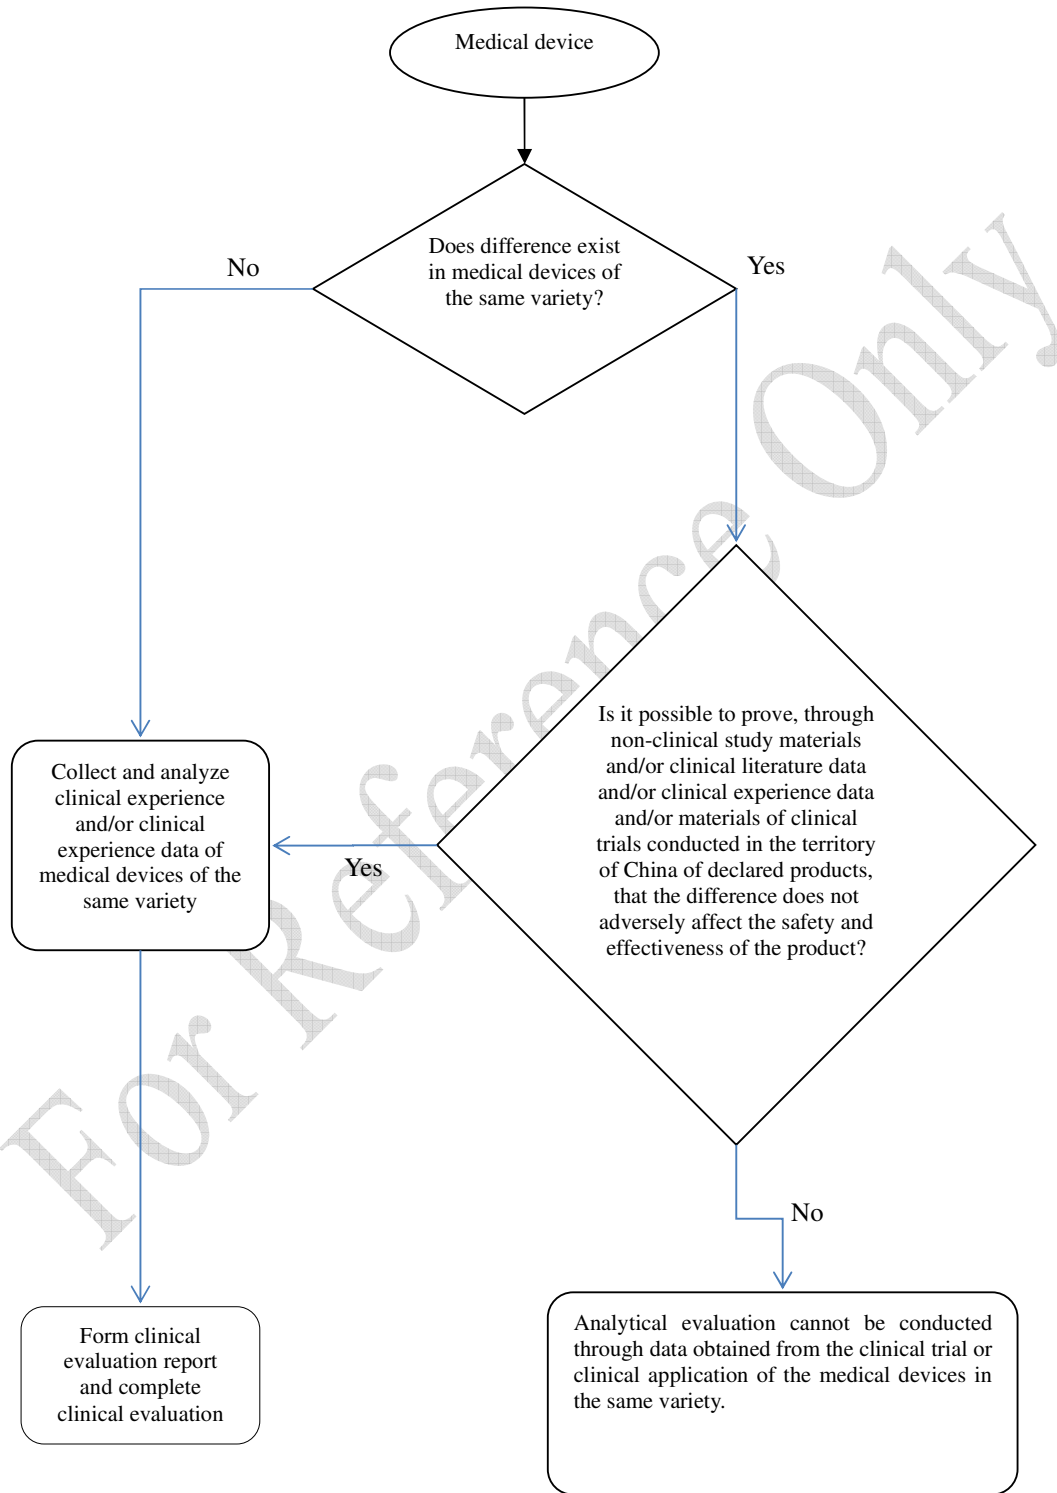 Medical device
Does difference exist
in medical devices of
the same variety?
No
Yes
Is it possible to prove, through
non-clinical study materials
and/or clinical literature data
and/or clinical experience data
and/or materials of clinical
trials conducted in the territory
of China of declared products,
that the difference does not
adversely affect the safety and
effectiveness of the product?
Collect and analyze
clinical experience
and/or clinical
experience data of
medical devices of the
same variety
Yes
No
Form clinical
evaluation report
and complete
clinical evaluation
Analytical evaluation cannot be conducted
through data obtained from the clinical trial or
clinical application of the medical devices in
the same variety.
For Reference Only